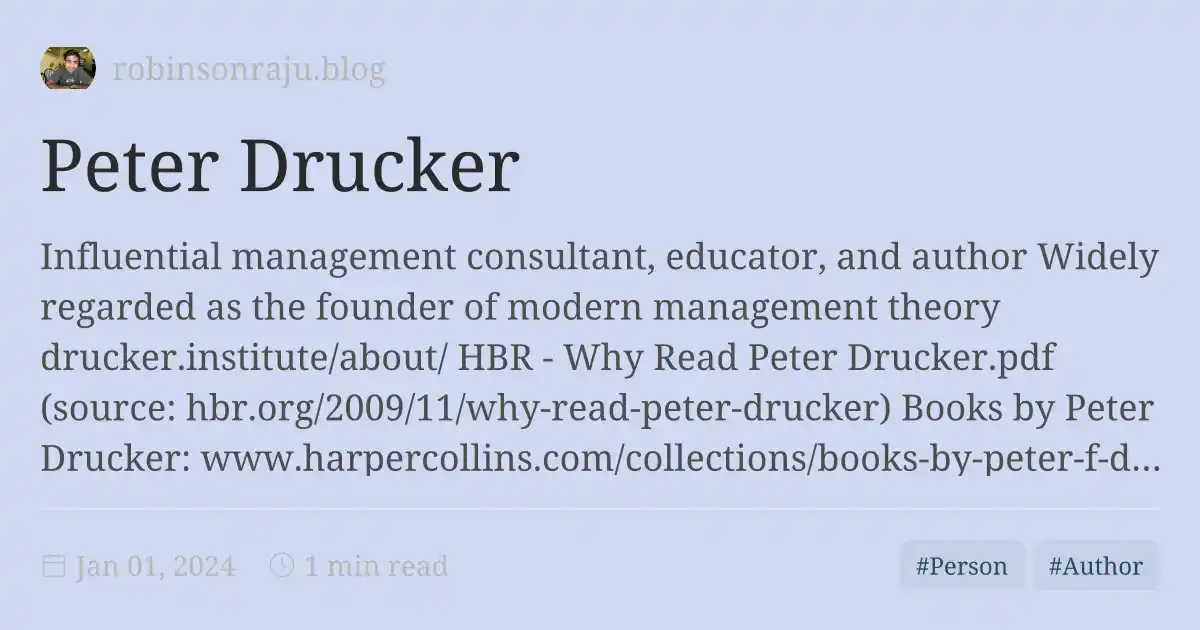 robinsonraju.blog
Peter Drucker
Influential management consultant, educator, and author Widely
regarded as the founder of modern management theory
drucker.institute/about/ HBR - Why Read Peter Drucker.pdf
(source: hbr.org/2009/11/why-read-peter-drucker) Books by Peter
Drucker: www.harpercollins.com/collections/books-by-peter-f-d...
Jan 01, 2024 1 min read #Person #Author